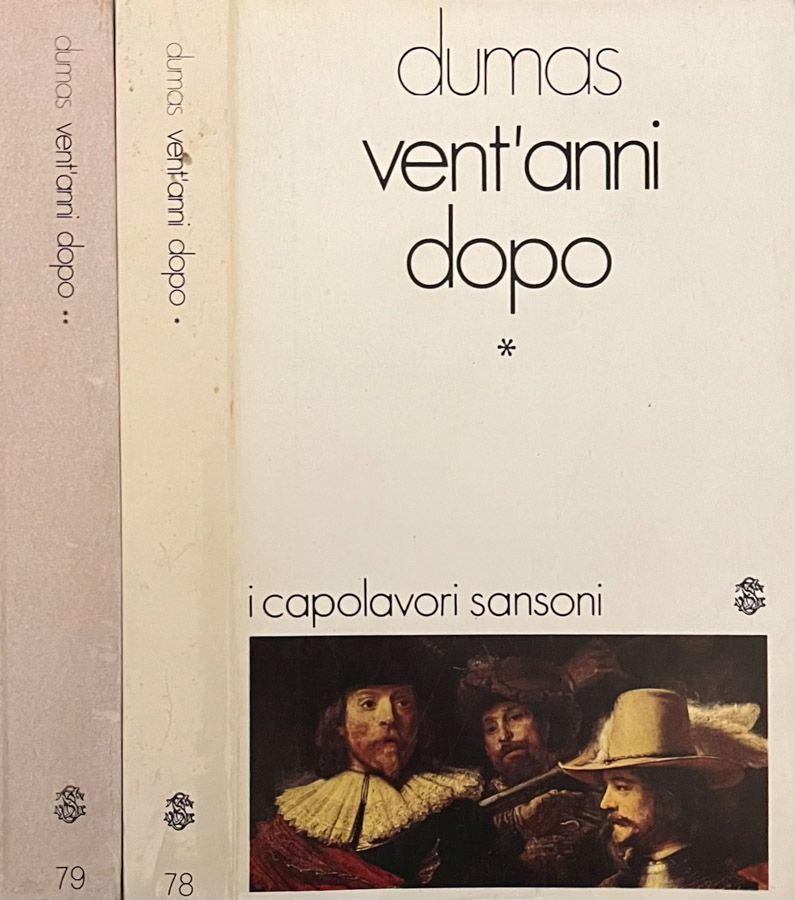 dumas vent'anni dopo **
79
dumas vent'anni dopo *
78
dumas
vent'anni
dopo
*
i capolavori sansoni